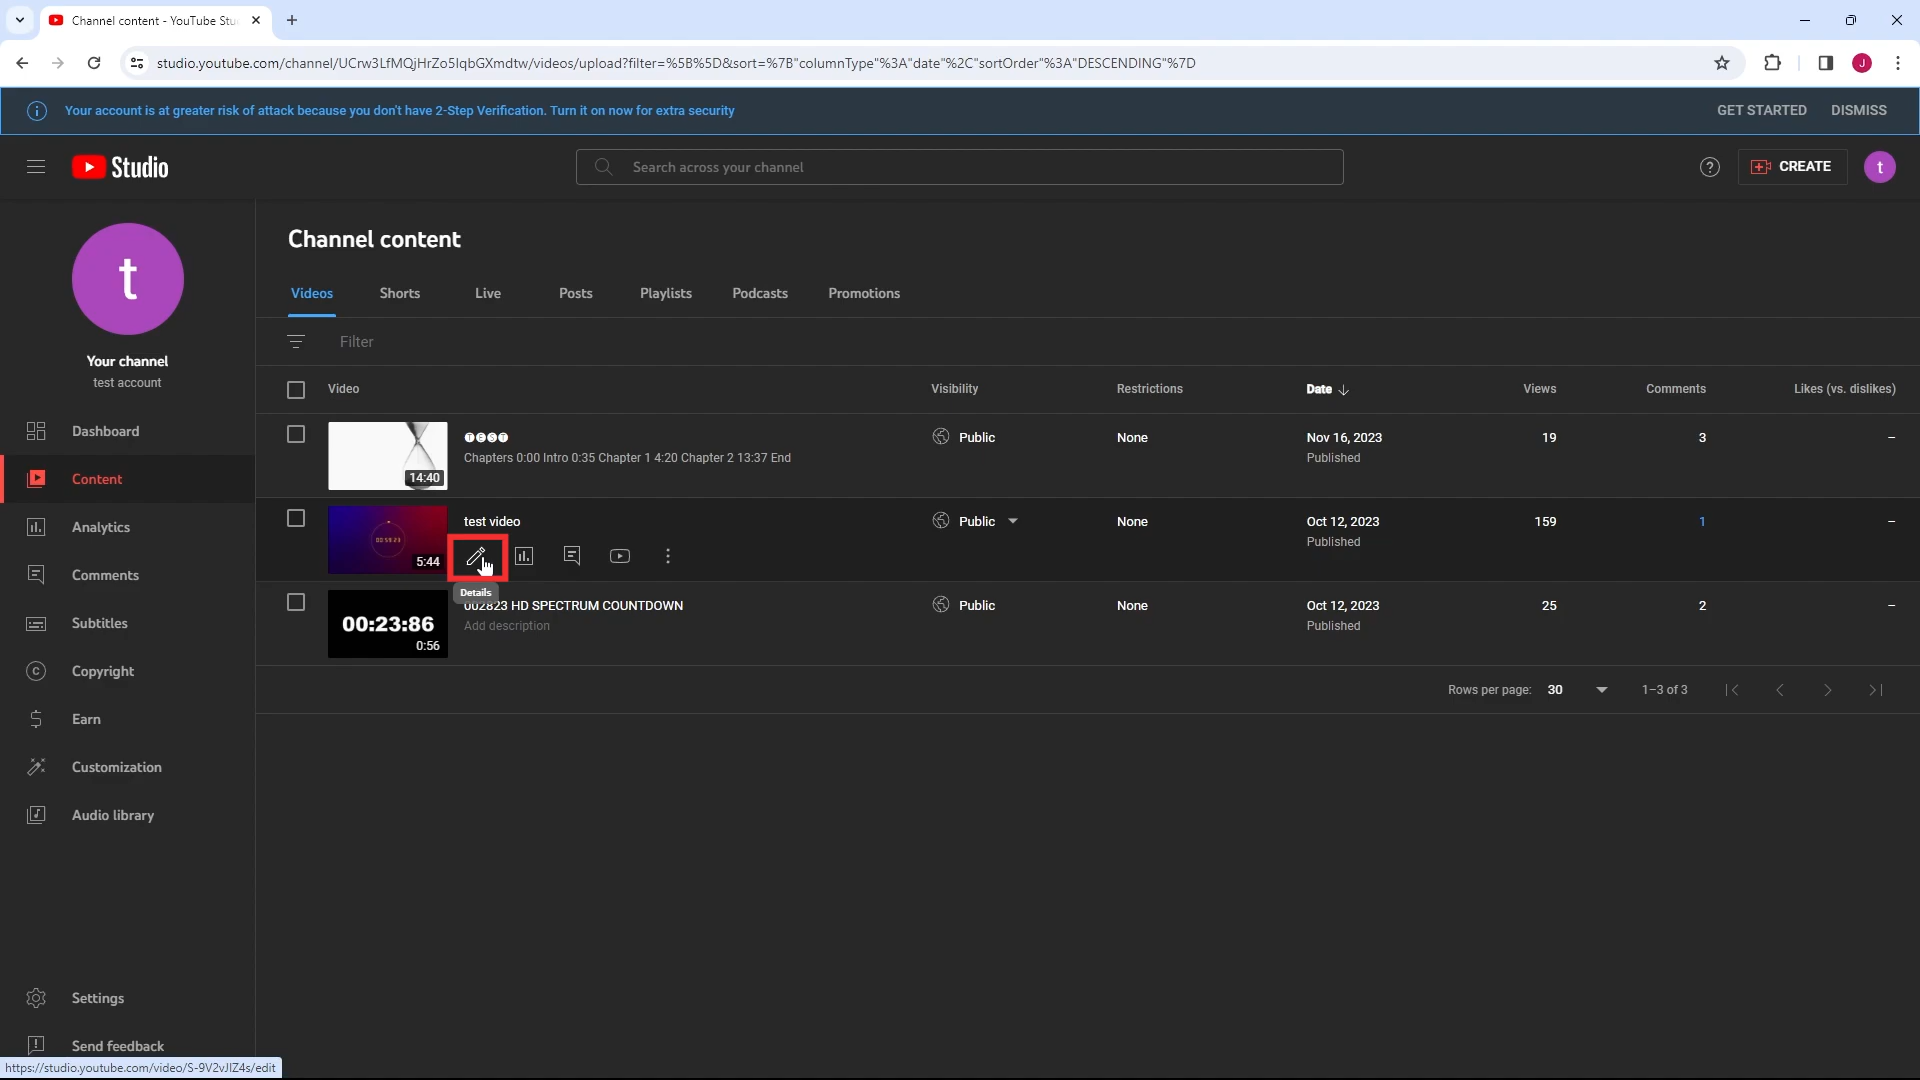 Channel content - YouTube Stu
studio.youtube.com/channel/UCrw3LfMQjHrZo5IqbGXmdtw/videos/upload?filter=%5B%5D&sort=%7B"columnType"%3A"date"%2C"sortOrder"%3A"DESCENDING"%7D
J
Your account is at greater risk of attack because you don't have 2-Step Verification. Turn it on now for extra security
GET STARTED DISMISS
Studio
Search across your channel
CREATE
t
t
Your channel
test account
Dashboard
Content
Analytics
Comments
Subtitles
Copyright
Earn
Customization
Audio library
Settings
Send feedback
Channel content
Videos Shorts Live Posts Playlists Podcasts Promotions
Filter
Video Visibility Restrictions Date Views Comments Likes (vs. dislikes)
🅣🅔🅢🅣 Public None Nov 16, 2023 19 3 –
Chapters 0:00 Intro 0:35 Chapter 1 4:20 Chapter 2 13:37 End Published
14:40
test video Public None Oct 12, 2023 159 1 –
00:59:23
Published
5:44
Details
002823 HD SPECTRUM COUNTDOWN Public None Oct 12, 2023 25 2 –
00:23:86
Add description Published
0:56
Rows per page: 30 1–3 of 3
https://studio.youtube.com/video/S-9V2vJIZ4s/edit